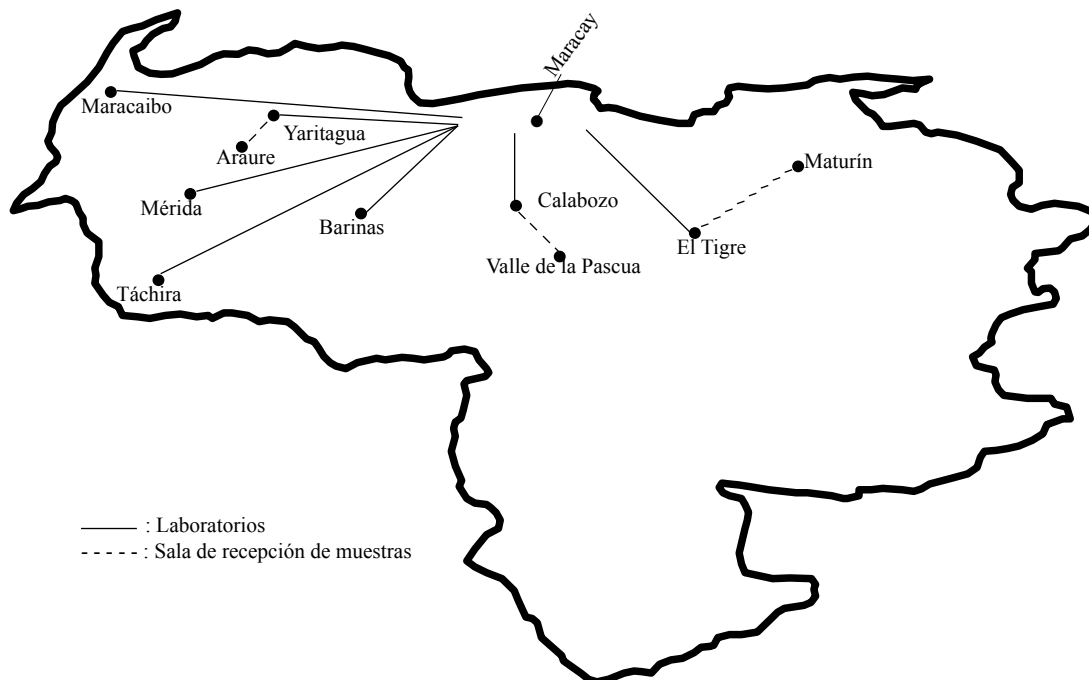 Maracay
Maracaibo
Yaritagua
Araure
Maturín
Mérida
Calabozo
Barinas
El Tigre
Valle de la Pascua
Táchira
: Laboratorios
: Sala de recepción de muestras